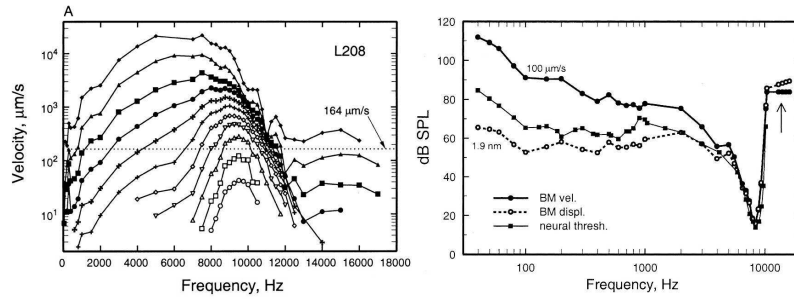 A
L208
164 μm/s
Velocity, μm/s
10⁴
10³
10²
10¹
0 2000 4000 6000 8000 10000 12000 14000 16000 18000
Frequency, Hz
dB SPL
120
100
80
60
40
20
0
100 μm/s
1.9 nm
BM vel.
BM displ.
neural thresh.
100 1000 10000
Frequency, Hz